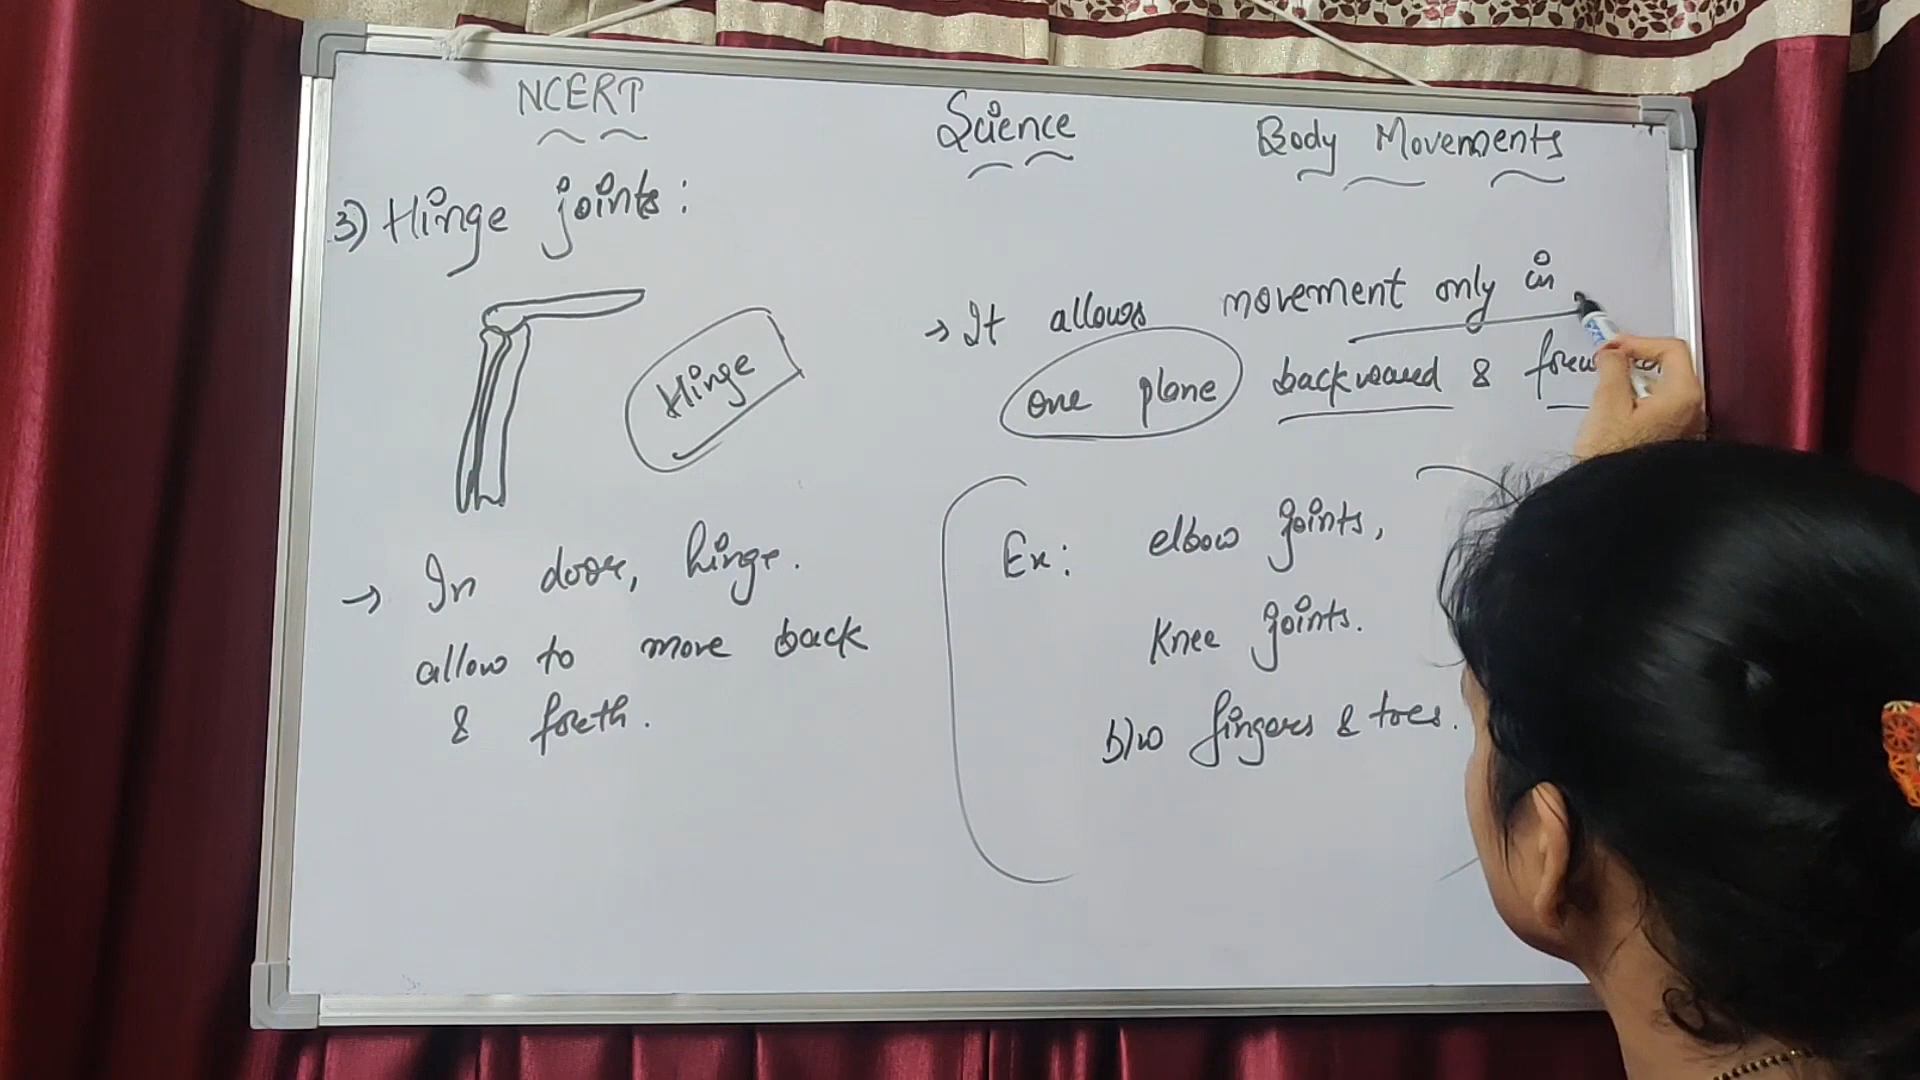 NCERT Science Body Movements
3) Hinge joints:
Hinge
→ In door, hinge.
allow to move back
& forth.
→ It allows movement only in
one plane backward &
Ex: elbow joints,
Knee joints.
b/w fingers & toes.